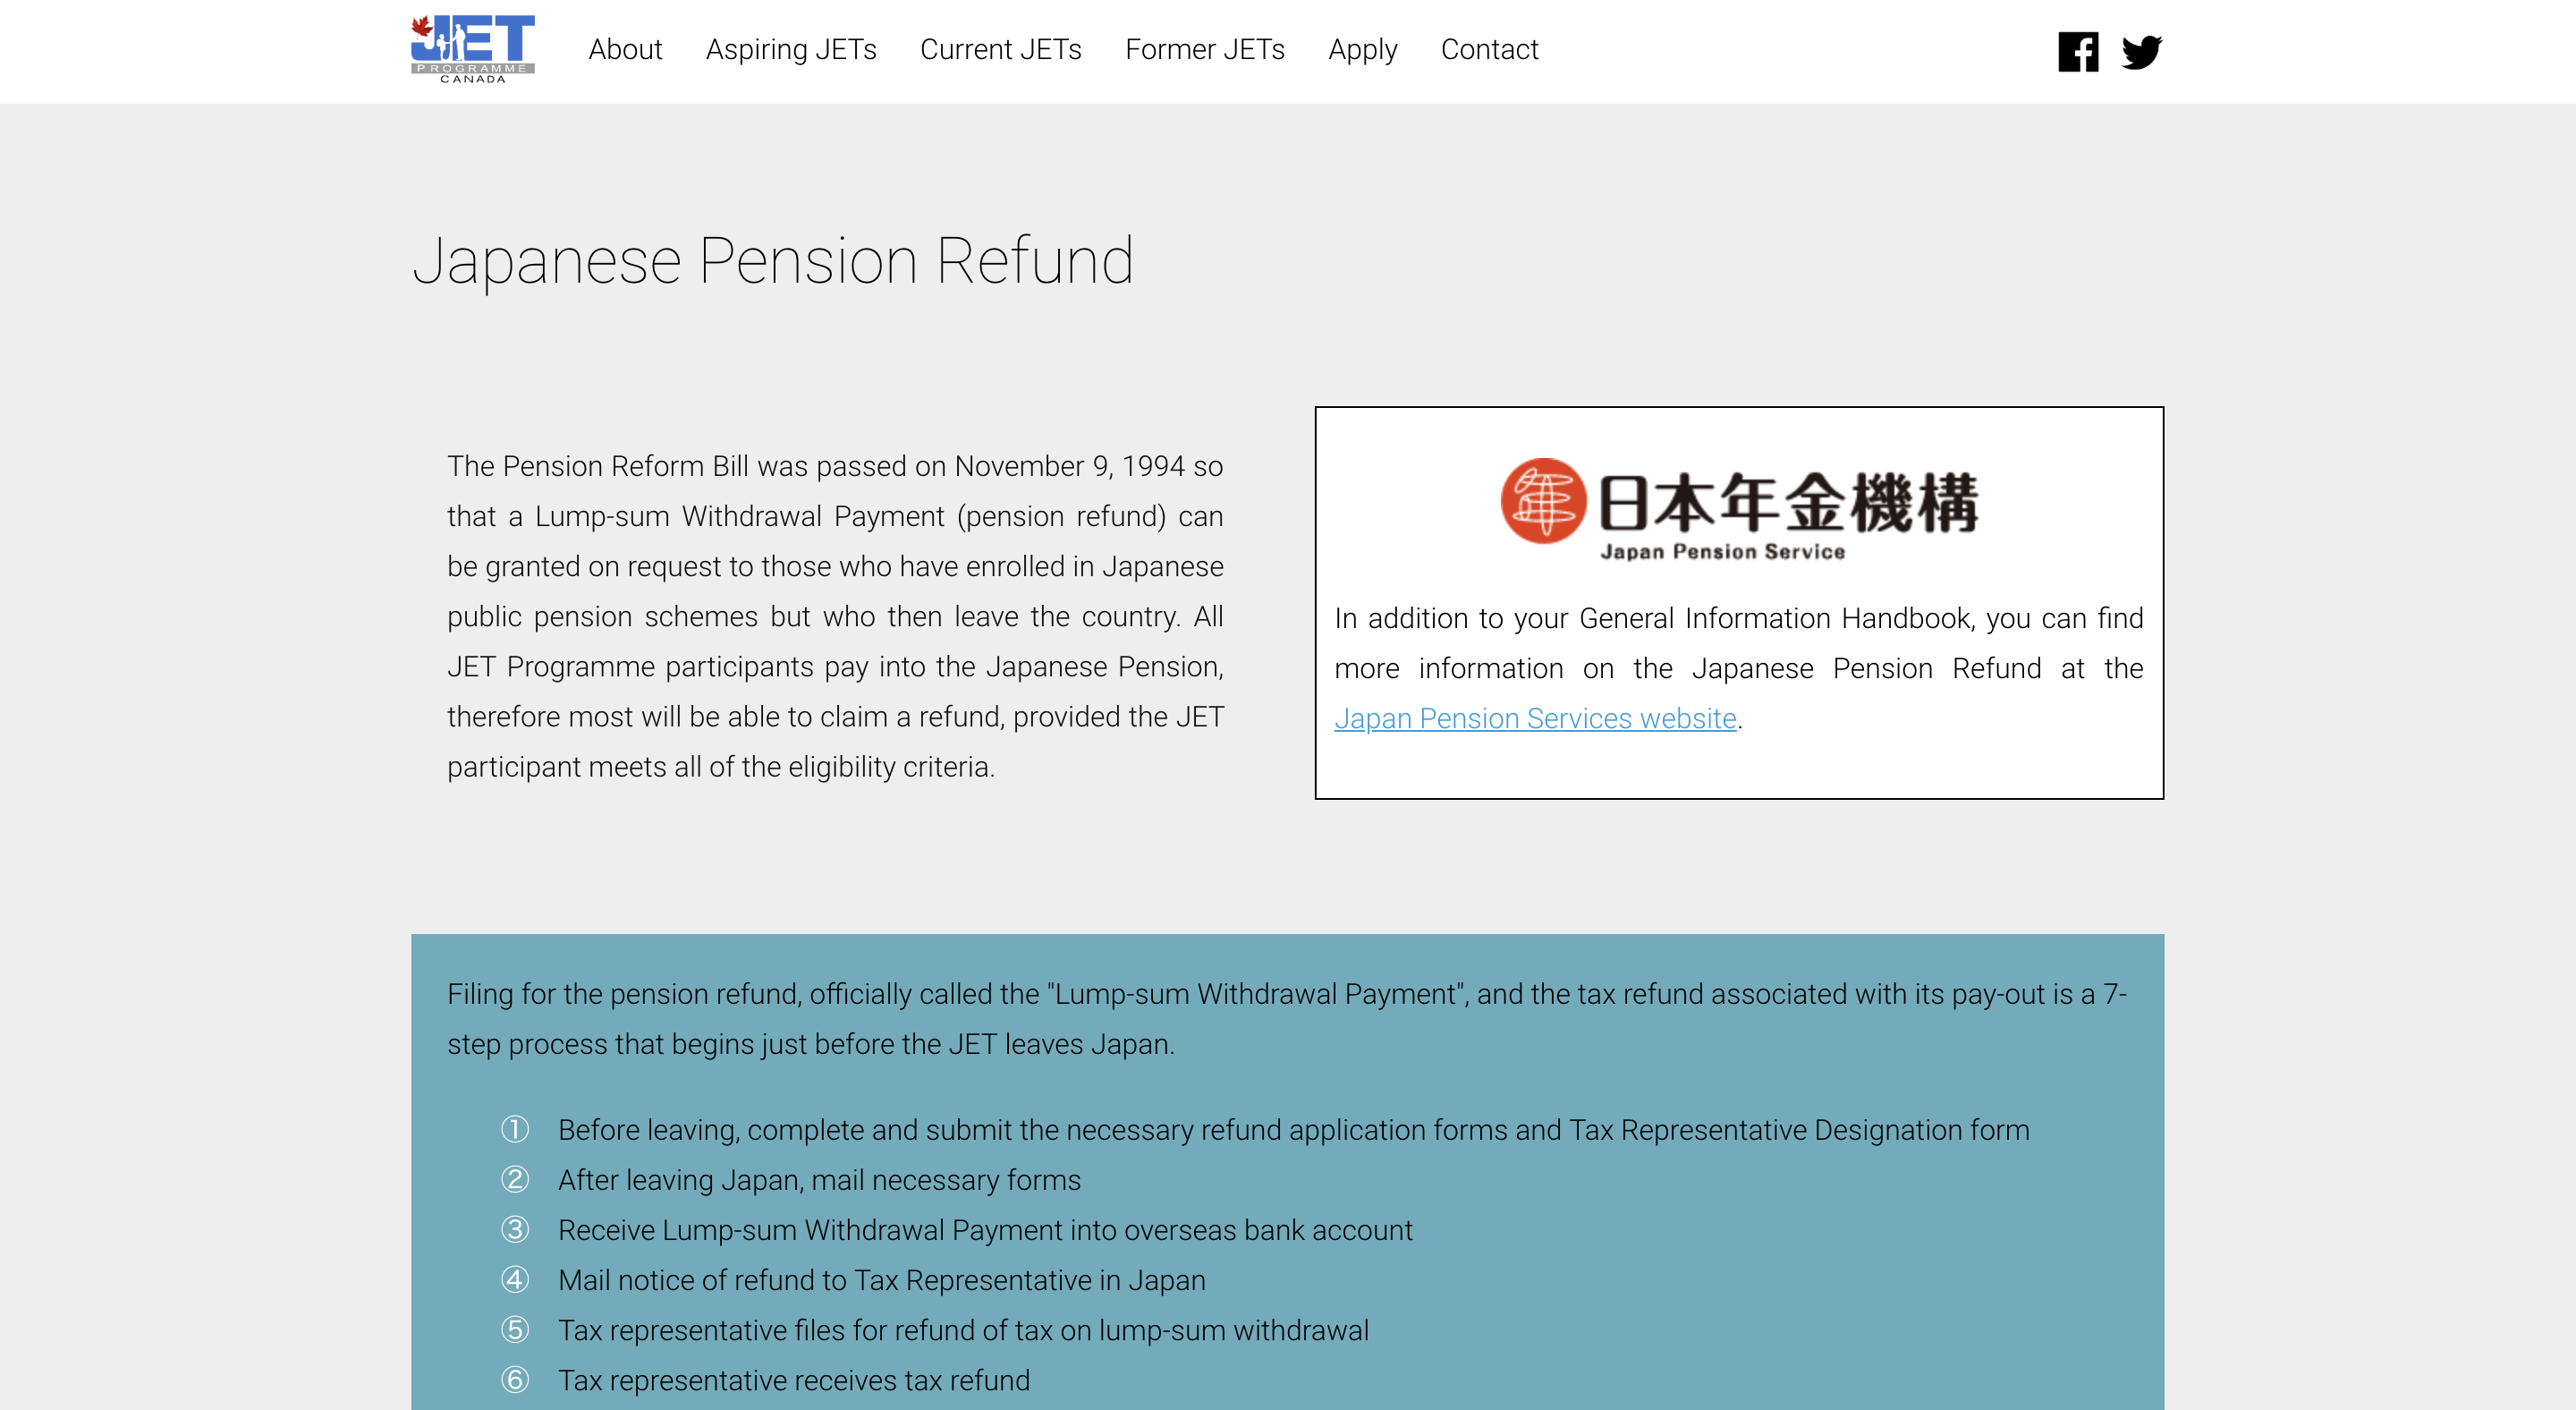 JET
PROGRAMME
CANADA
About Aspiring JETs Current JETs Former JETs Apply Contact
Japanese Pension Refund
The Pension Reform Bill was passed on November 9, 1994 so
that a Lump-sum Withdrawal Payment (pension refund) can
be granted on request to those who have enrolled in Japanese
public pension schemes but who then leave the country. All
JET Programme participants pay into the Japanese Pension,
therefore most will be able to claim a refund, provided the JET
participant meets all of the eligibility criteria.
日本年金機構
Japan Pension Service
In addition to your General Information Handbook, you can find
more information on the Japanese Pension Refund at the
Japan Pension Services website.
Filing for the pension refund, officially called the "Lump-sum Withdrawal Payment", and the tax refund associated with its pay-out is a 7-
step process that begins just before the JET leaves Japan.
① Before leaving, complete and submit the necessary refund application forms and Tax Representative Designation form
② After leaving Japan, mail necessary forms
③ Receive Lump-sum Withdrawal Payment into overseas bank account
④ Mail notice of refund to Tax Representative in Japan
⑤ Tax representative files for refund of tax on lump-sum withdrawal
⑥ Tax representative receives tax refund